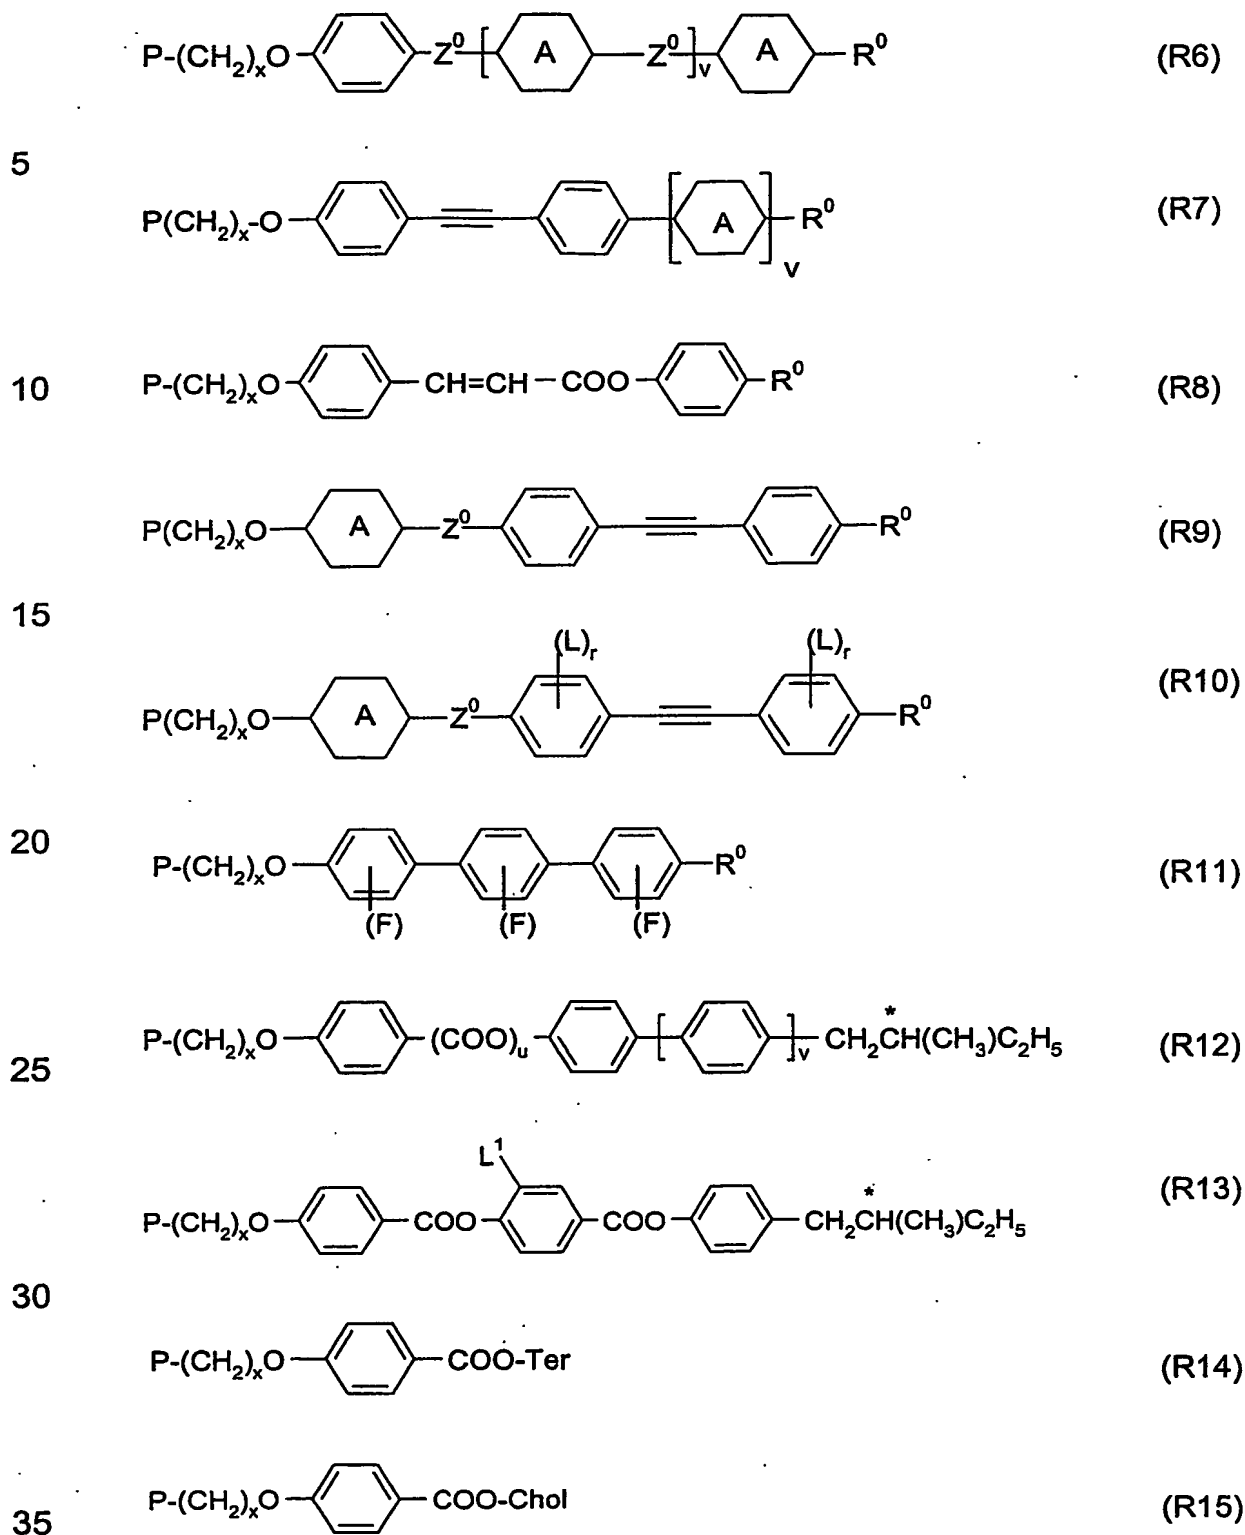 P-(CH₂)ₓO Z⁰ [ A Z⁰ ]ᵥ A R⁰ (R6)
5
P(CH₂)ₓ-O [ A ]ᵥ R⁰ (R7)
10 P-(CH₂)ₓO CH=CH COO R⁰ (R8)
P(CH₂)ₓO A Z⁰ R⁰ (R9)
15
(L)ᵣ (L)ᵣ
P(CH₂)ₓO A Z⁰ R⁰ (R10)
20
P-(CH₂)ₓO R⁰ (R11)
(F) (F) (F)
25 P-(CH₂)ₓO (COO)ᵤ [ ]ᵥ CH₂C*H(CH₃)C₂H₅ (R12)
L¹
P-(CH₂)ₓO COO COO CH₂C*H(CH₃)C₂H₅ (R13)
30
P-(CH₂)ₓO COO-Ter (R14)
35 P-(CH₂)ₓO COO-Chol (R15)